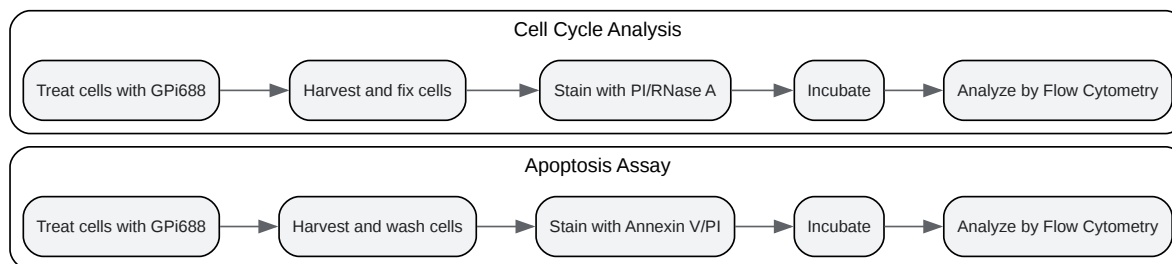 Cell Cycle Analysis
Treat cells with GPi688
Harvest and fix cells
Stain with PI/RNase A
Incubate
Analyze by Flow Cytometry
Apoptosis Assay
Treat cells with GPi688
Harvest and wash cells
Stain with Annexin V/PI
Incubate
Analyze by Flow Cytometry